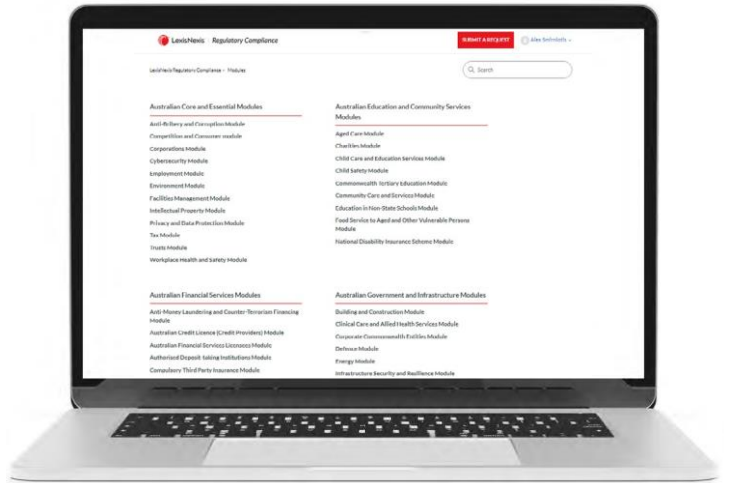 LexisNexis | Regulatory Compliance
SUBMIT A REQUEST
LexisNexis Regulatory Compliance › Modules
Search
Australian Core and Essential Modules
Anti-Bribery and Corruption Module
Competition and Consumer module
Corporations Module
Cybersecurity Module
Employment Module
Environment Module
Facilities Management Module
Intellectual Property Module
Privacy and Data Protection Module
Tax Module
Trusts Module
Workplace Health and Safety Module
Australian Education and Community Services
Modules
Aged Care Module
Charities Module
Child Care and Education Services Module
Child Safety Module
Commonwealth Tertiary Education Module
Community Care and Services Module
Education in Non-State Schools Module
Food Service to Aged and Other Vulnerable Persons
Module
National Disability Insurance Scheme Module
Australian Financial Services Modules
Anti-Money Laundering and Counter-Terrorism Financing
Module
Australian Credit Licence (Credit Providers) Module
Australian Financial Services Licensees Module
Authorised Deposit-taking Institutions Module
Compulsory Third Party Insurance Module
Australian Government and Infrastructure Modules
Building and Construction Module
Clinical Care and Allied Health Services Module
Corporate Commonwealth Entities Module
Defence Module
Energy Module
Infrastructure Security and Resilience Module